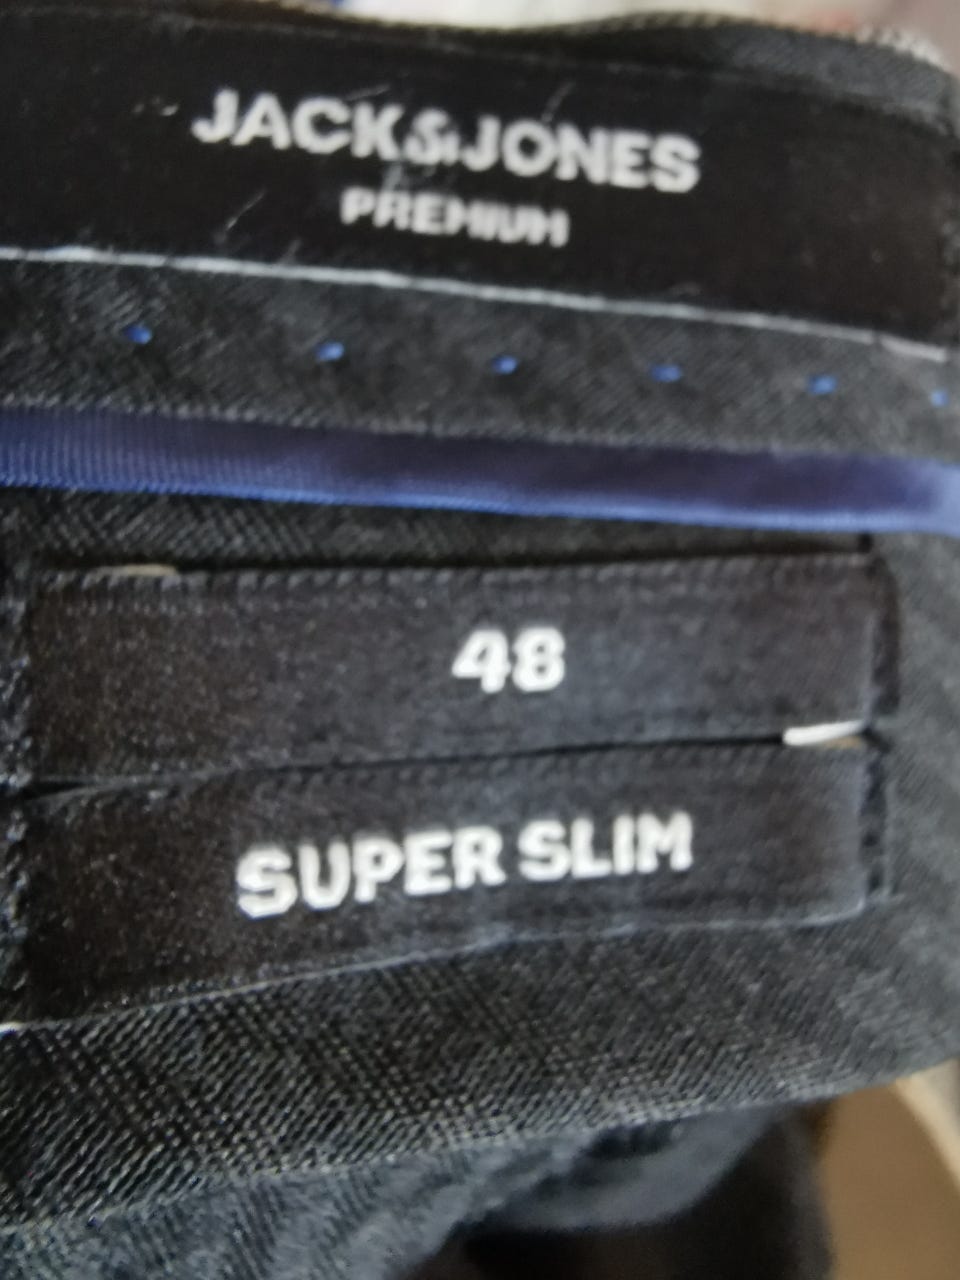 JACK&JONES
PREMIUM
48
SUPER SLIM